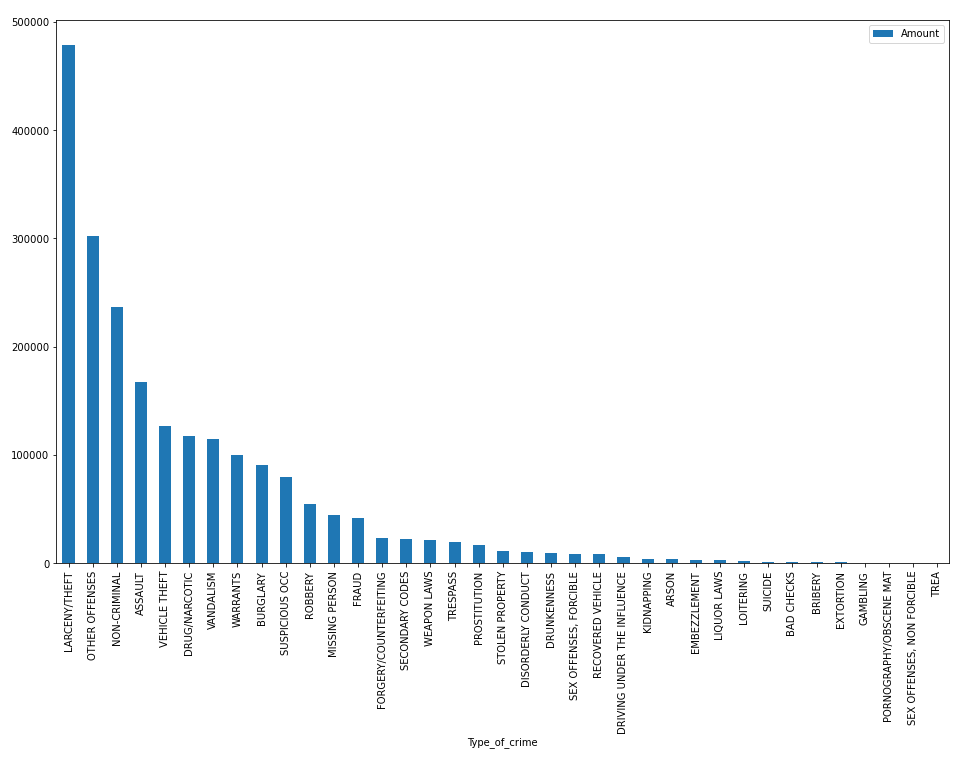 500000
400000
300000
200000
100000
0
Amount
LARCENY/THEFT
OTHER OFFENSES
NON-CRIMINAL
ASSAULT
VEHICLE THEFT
DRUG/NARCOTIC
VANDALISM
WARRANTS
BURGLARY
SUSPICIOUS OCC
ROBBERY
MISSING PERSON
FRAUD
FORGERY/COUNTERFEITING
SECONDARY CODES
WEAPON LAWS
TRESPASS
PROSTITUTION
STOLEN PROPERTY
DISORDERLY CONDUCT
DRUNKENNESS
SEX OFFENSES, FORCIBLE
RECOVERED VEHICLE
DRIVING UNDER THE INFLUENCE
KIDNAPPING
ARSON
EMBEZZLEMENT
LIQUOR LAWS
LOITERING
SUICIDE
BAD CHECKS
BRIBERY
EXTORTION
GAMBLING
PORNOGRAPHY/OBSCENE MAT
SEX OFFENSES, NON FORCIBLE
TREA
Type_of_crime